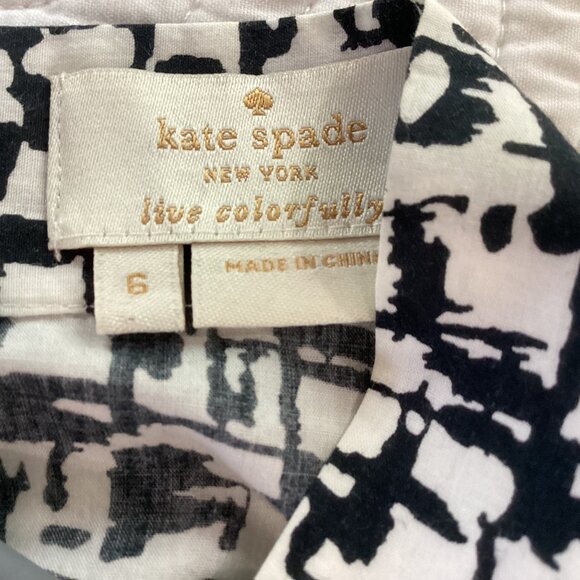 kate spade
NEW YORK
live colorfully
6
MADE IN CHINA